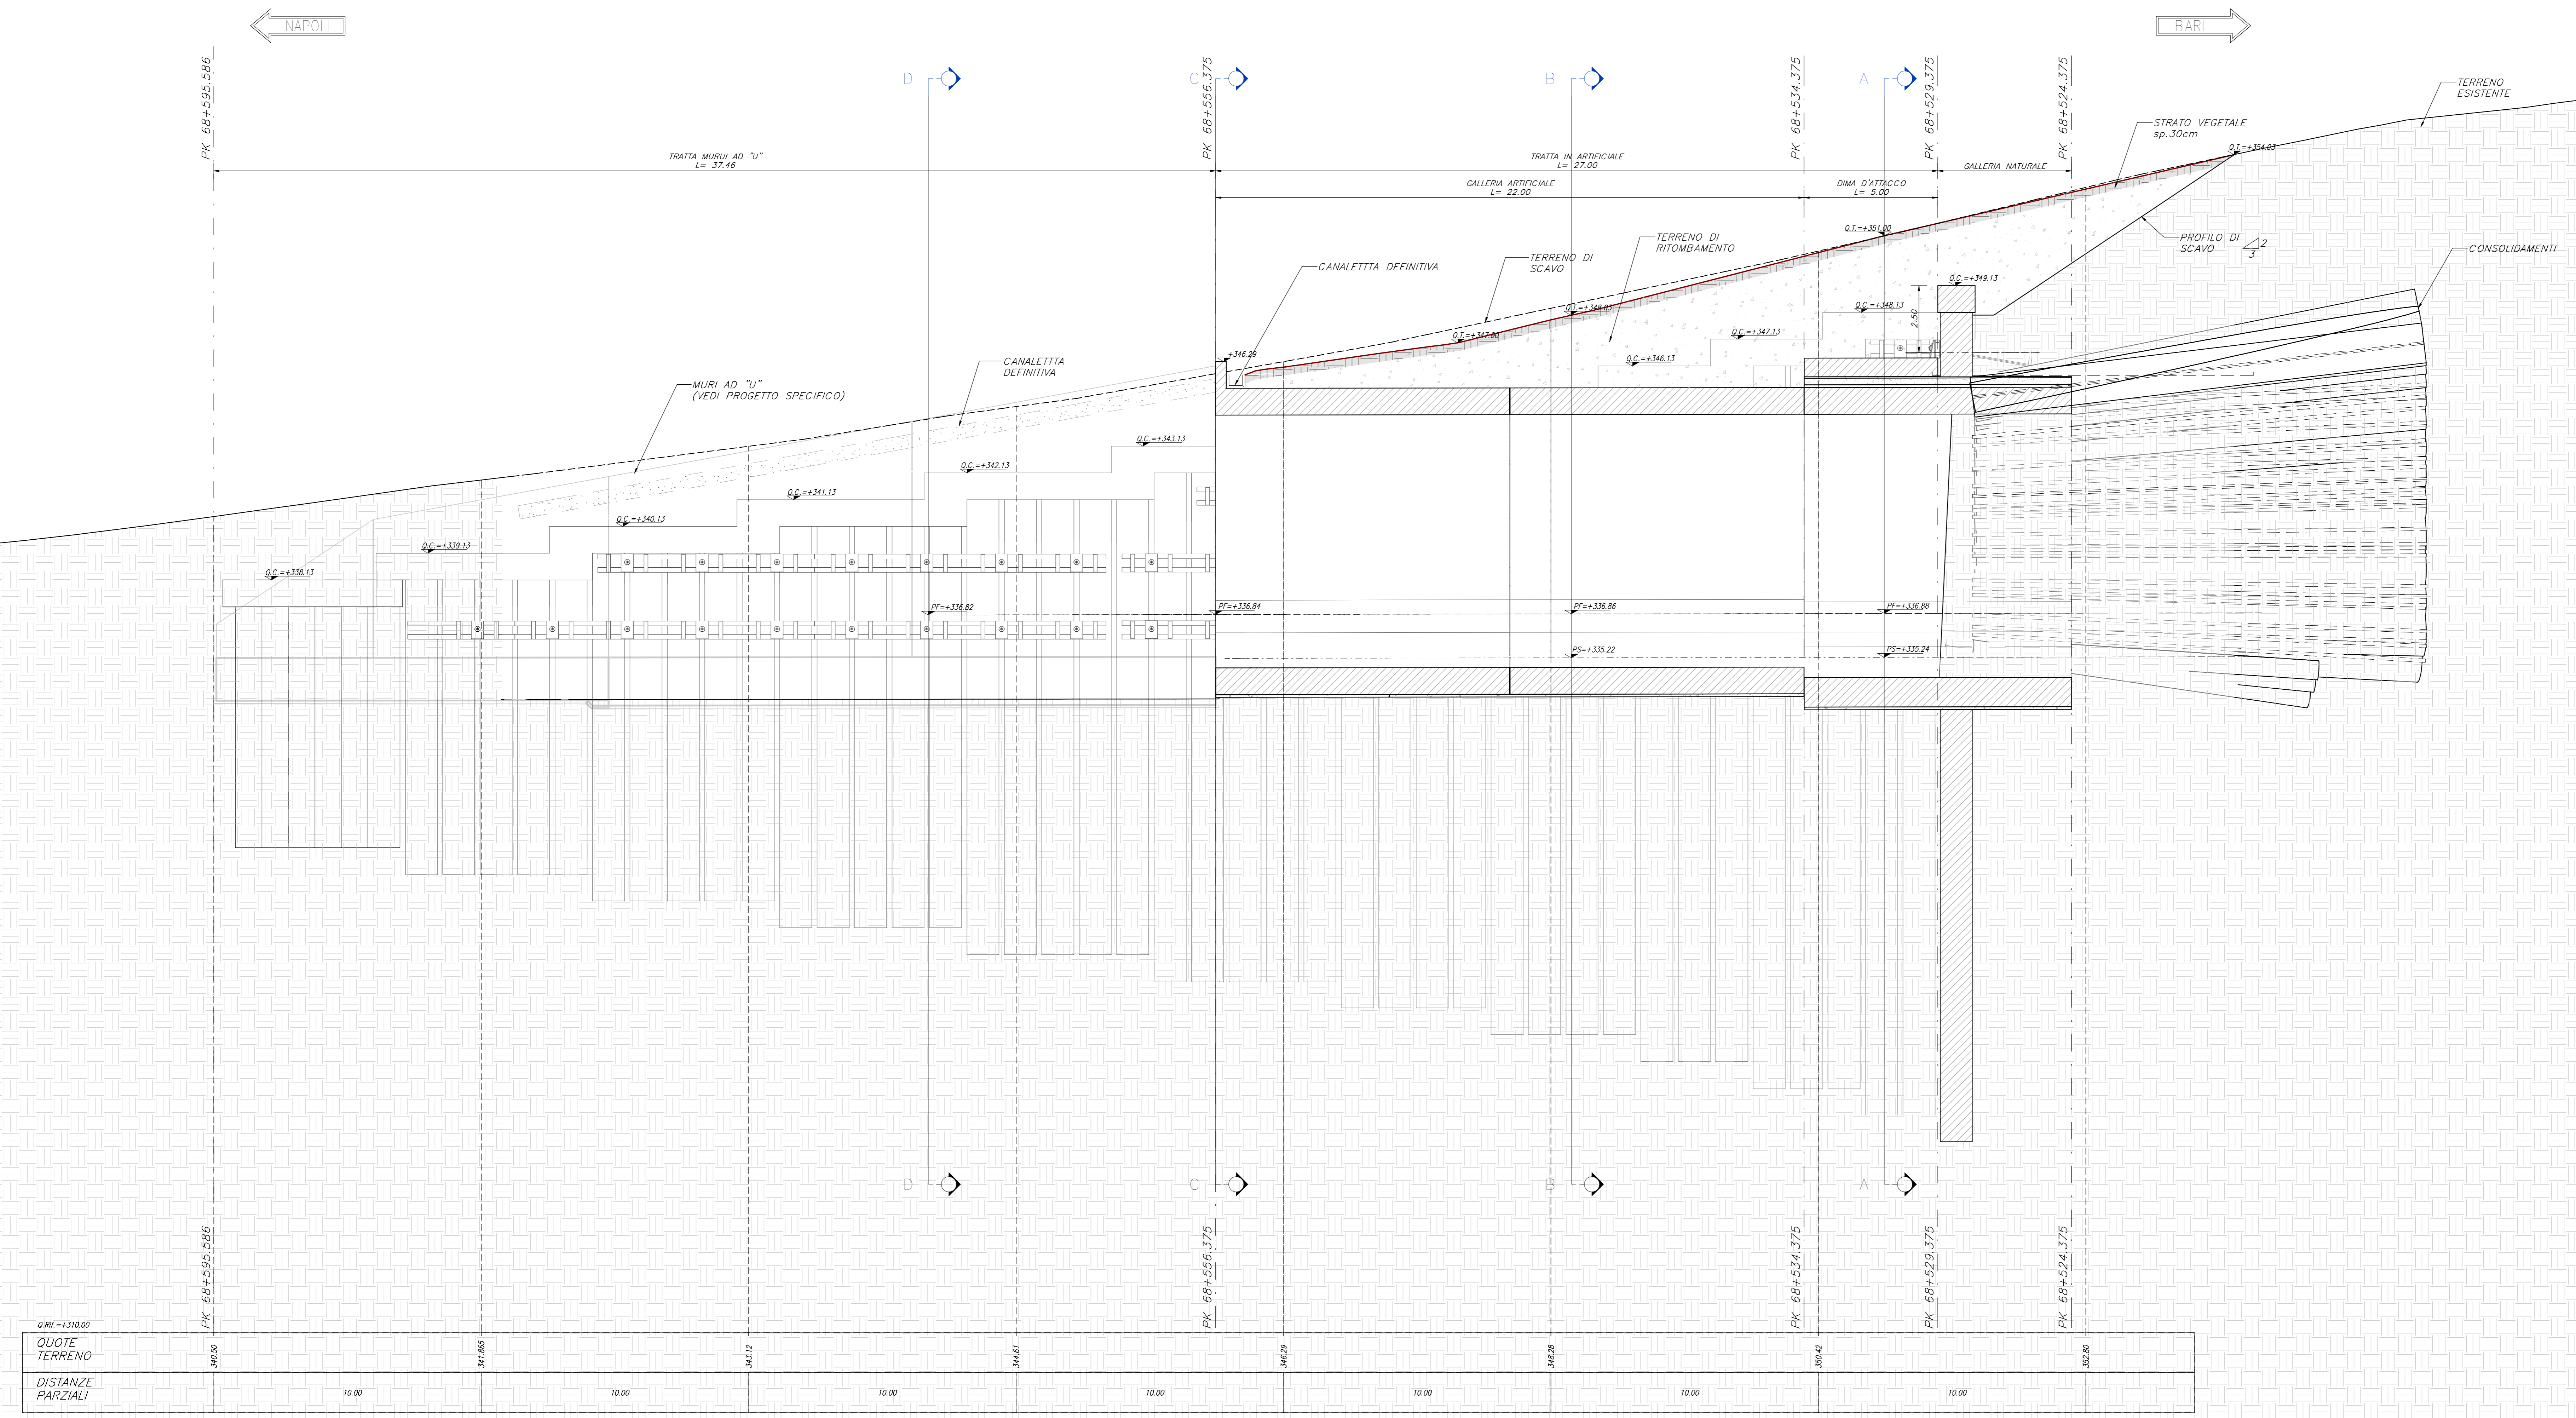 NAPOLI
BARI
PK 68+595.586
PK 68+556.375
PK 68+534.375
PK 68+529.375
PK 68+524.375
D
C
B
A
TERRENO
ESISTENTE
STRATO VEGETALE
sp.30cm
Q.T.=+354.03
TRATTA MURUI AD "U"
L= 37.46
TRATTA IN ARTIFICIALE
L= 27.00
GALLERIA NATURALE
GALLERIA ARTIFICIALE
L= 22.00
DIMA D'ATTACCO
L= 5.00
Q.T.=+351.00
TERRENO DI
RITOMBAMENTO
PROFILO DI
SCAVO
2
3
CONSOLIDAMENTI
TERRENO DI
SCAVO
CANALETTTA DEFINITIVA
Q.C.=+349.13
Q.C.=+348.13
2.50
Q.T.=+348.03
Q.T.=+347.00
Q.C.=+347.13
+346.29
Q.C.=+346.13
CANALETTTA
DEFINITIVA
MURI AD "U"
(VEDI PROGETTO SPECIFICO)
Q.C.=+343.13
Q.C.=+342.13
Q.C.=+341.13
Q.C.=+340.13
Q.C.=+339.13
Q.C.=+338.13
PF=+336.82
PF=+336.84
PF=+336.86
PF=+336.88
PS=+335.22
PS=+335.24
D
C
B
A
PK 68+595.586
PK 68+556.375
PK 68+534.375
PK 68+529.375
PK 68+524.375
Q.Rif.=+310.00
QUOTE
TERRENO
340.50
341.865
343.12
344.61
346.29
348.28
350.42
352.80
DISTANZE
PARZIALI
10.00
10.00
10.00
10.00
10.00
10.00
10.00